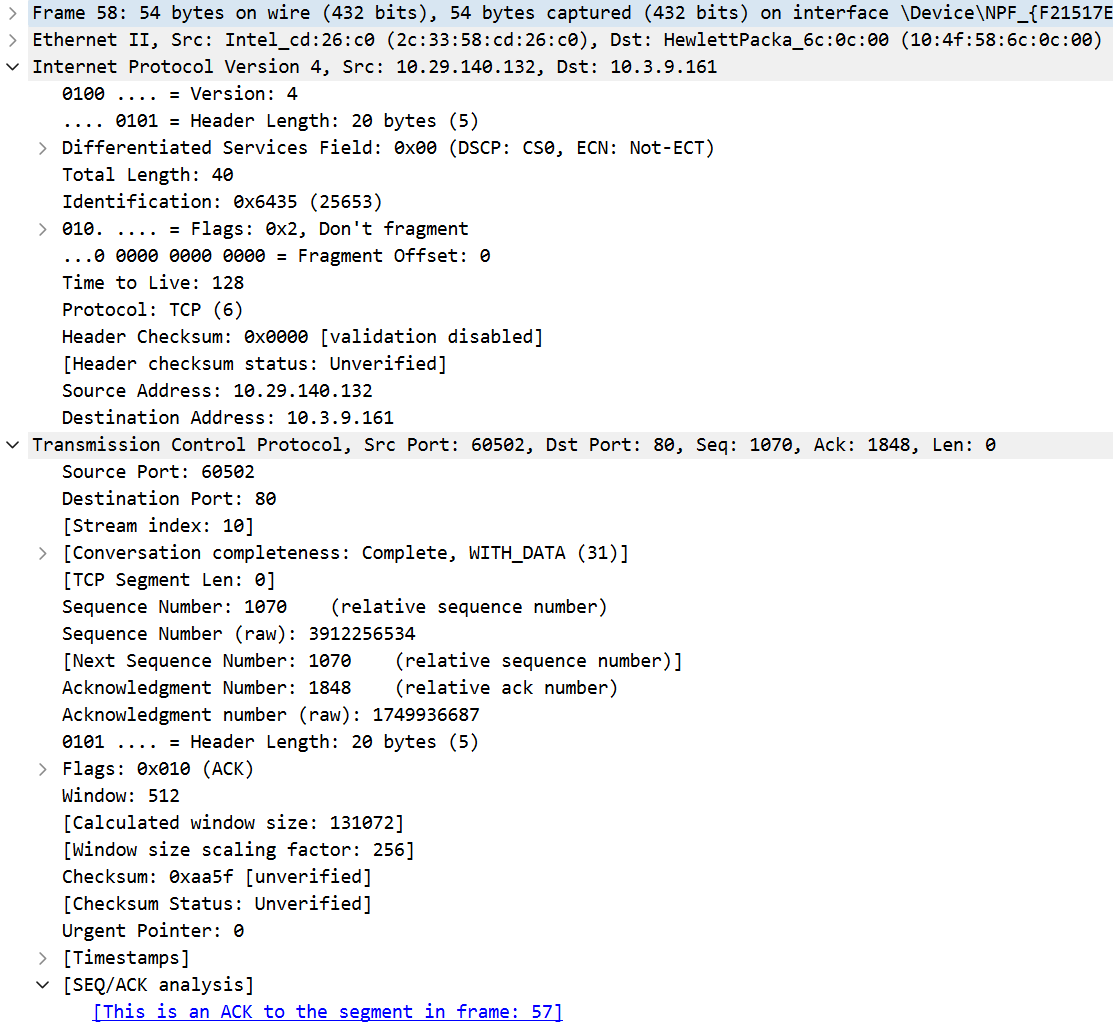 Frame 58: 54 bytes on wire (432 bits), 54 bytes captured (432 bits) on interface \Device\NPF_{F21517E
Ethernet II, Src: Intel_cd:26:c0 (2c:33:58:cd:26:c0), Dst: HewlettPacka_6c:0c:00 (10:4f:58:6c:0c:00)
Internet Protocol Version 4, Src: 10.29.140.132, Dst: 10.3.9.161
0100 .... = Version: 4
.... 0101 = Header Length: 20 bytes (5)
Differentiated Services Field: 0x00 (DSCP: CS0, ECN: Not-ECT)
Total Length: 40
Identification: 0x6435 (25653)
010. .... = Flags: 0x2, Don't fragment
...0 0000 0000 0000 = Fragment Offset: 0
Time to Live: 128
Protocol: TCP (6)
Header Checksum: 0x0000 [validation disabled]
[Header checksum status: Unverified]
Source Address: 10.29.140.132
Destination Address: 10.3.9.161
Transmission Control Protocol, Src Port: 60502, Dst Port: 80, Seq: 1070, Ack: 1848, Len: 0
Source Port: 60502
Destination Port: 80
[Stream index: 10]
[Conversation completeness: Complete, WITH_DATA (31)]
[TCP Segment Len: 0]
Sequence Number: 1070    (relative sequence number)
Sequence Number (raw): 3912256534
[Next Sequence Number: 1070    (relative sequence number)]
Acknowledgment Number: 1848    (relative ack number)
Acknowledgment number (raw): 1749936687
0101 .... = Header Length: 20 bytes (5)
Flags: 0x010 (ACK)
Window: 512
[Calculated window size: 131072]
[Window size scaling factor: 256]
Checksum: 0xaa5f [unverified]
[Checksum Status: Unverified]
Urgent Pointer: 0
[Timestamps]
[SEQ/ACK analysis]
[This is an ACK to the segment in frame: 57]